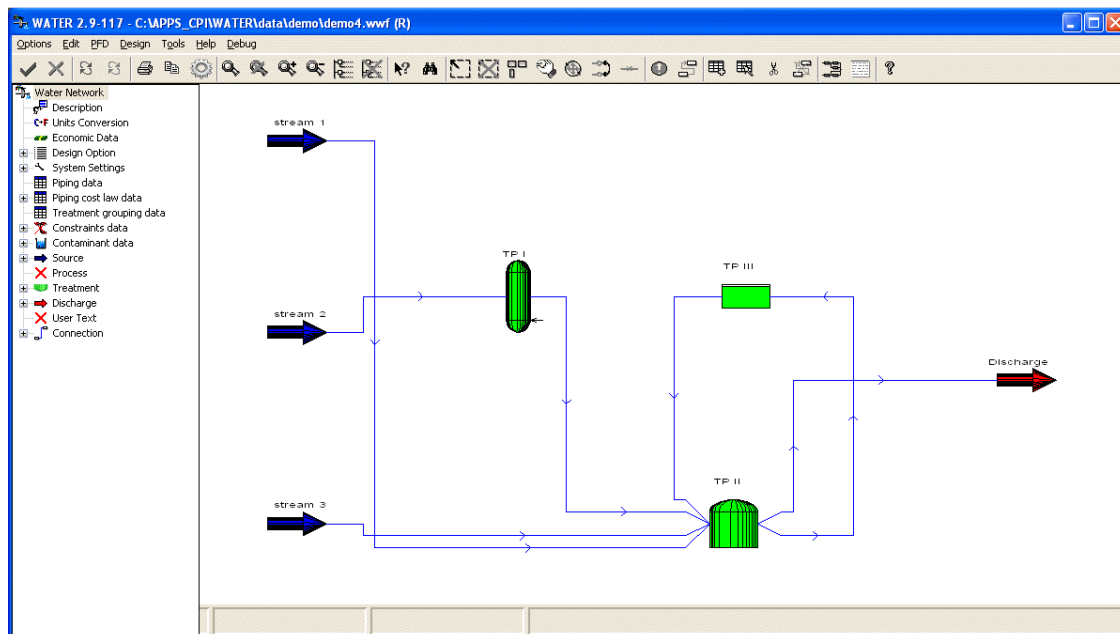 WATER 2.9-117 - C:\APPS_CPI\WATER\data\demo\demo4.wwf (R)
Options Edit PFD Design Tools Help Debug
Water Network
Description
Units Conversion
Economic Data
Design Option
System Settings
Piping data
Piping cost law data
Treatment grouping data
Constraints data
Contaminant data
Source
Process
Treatment
Discharge
User Text
Connection
stream 1
TP I
TP III
stream 2
Discharge
TP II
stream 3